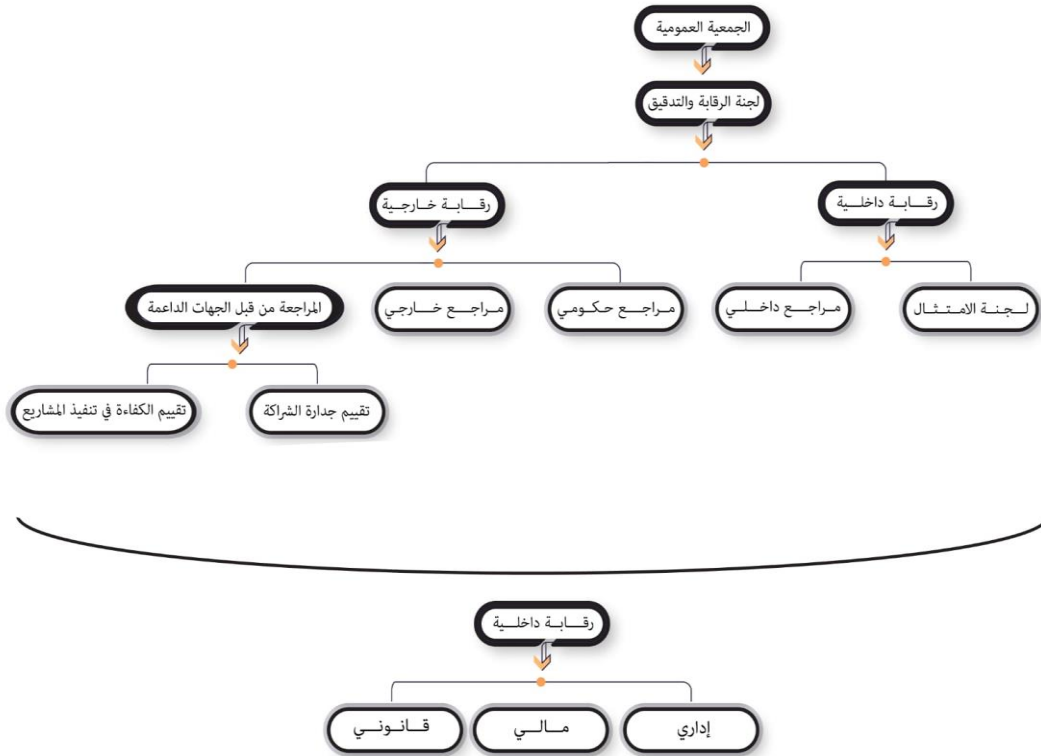 الجمعية العمومية
لجنة الرقابة والتدقيق
رقابة داخلية
رقابة خارجية
لجنة الامتثال
مراجع داخلي
مراجع حكومي
مراجع خارجي
المراجعة من قبل الجهات الداعمة
تقييم جدارة الشراكة
تقييم الكفاءة في تنفيذ المشاريع
رقابة داخلية
إداري
مالي
قانوني